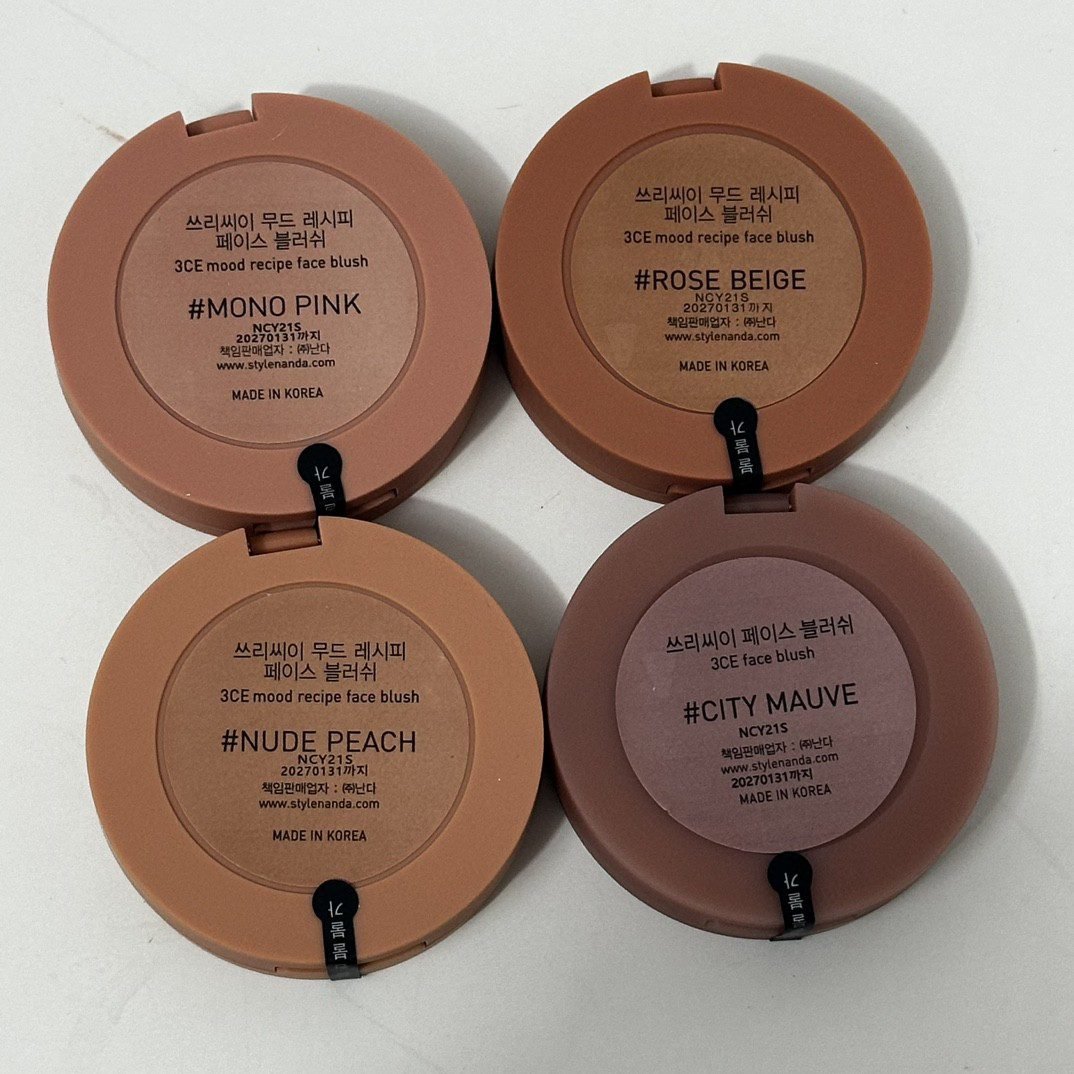 쓰리씨이 무드 레시피
페이스 블러쉬
3CE mood recipe face blush
#MONO PINK
NCY21S
20270131까지
책임판매업자 : ㈜난다
www.stylenanda.com
MADE IN KOREA
쓰리씨이 무드 레시피
페이스 블러쉬
3CE mood recipe face blush
#ROSE BEIGE
NCY21S
20270131까지
책임판매업자 : ㈜난다
www.stylenanda.com
MADE IN KOREA
쓰리씨이 무드 레시피
페이스 블러쉬
3CE mood recipe face blush
#NUDE PEACH
NCY21S
20270131까지
책임판매업자 : ㈜난다
www.stylenanda.com
MADE IN KOREA
쓰리씨이 페이스 블러쉬
3CE face blush
#CITY MAUVE
NCY21S
책임판매업자 : ㈜난다
www.stylenanda.com
20270131까지
MADE IN KOREA